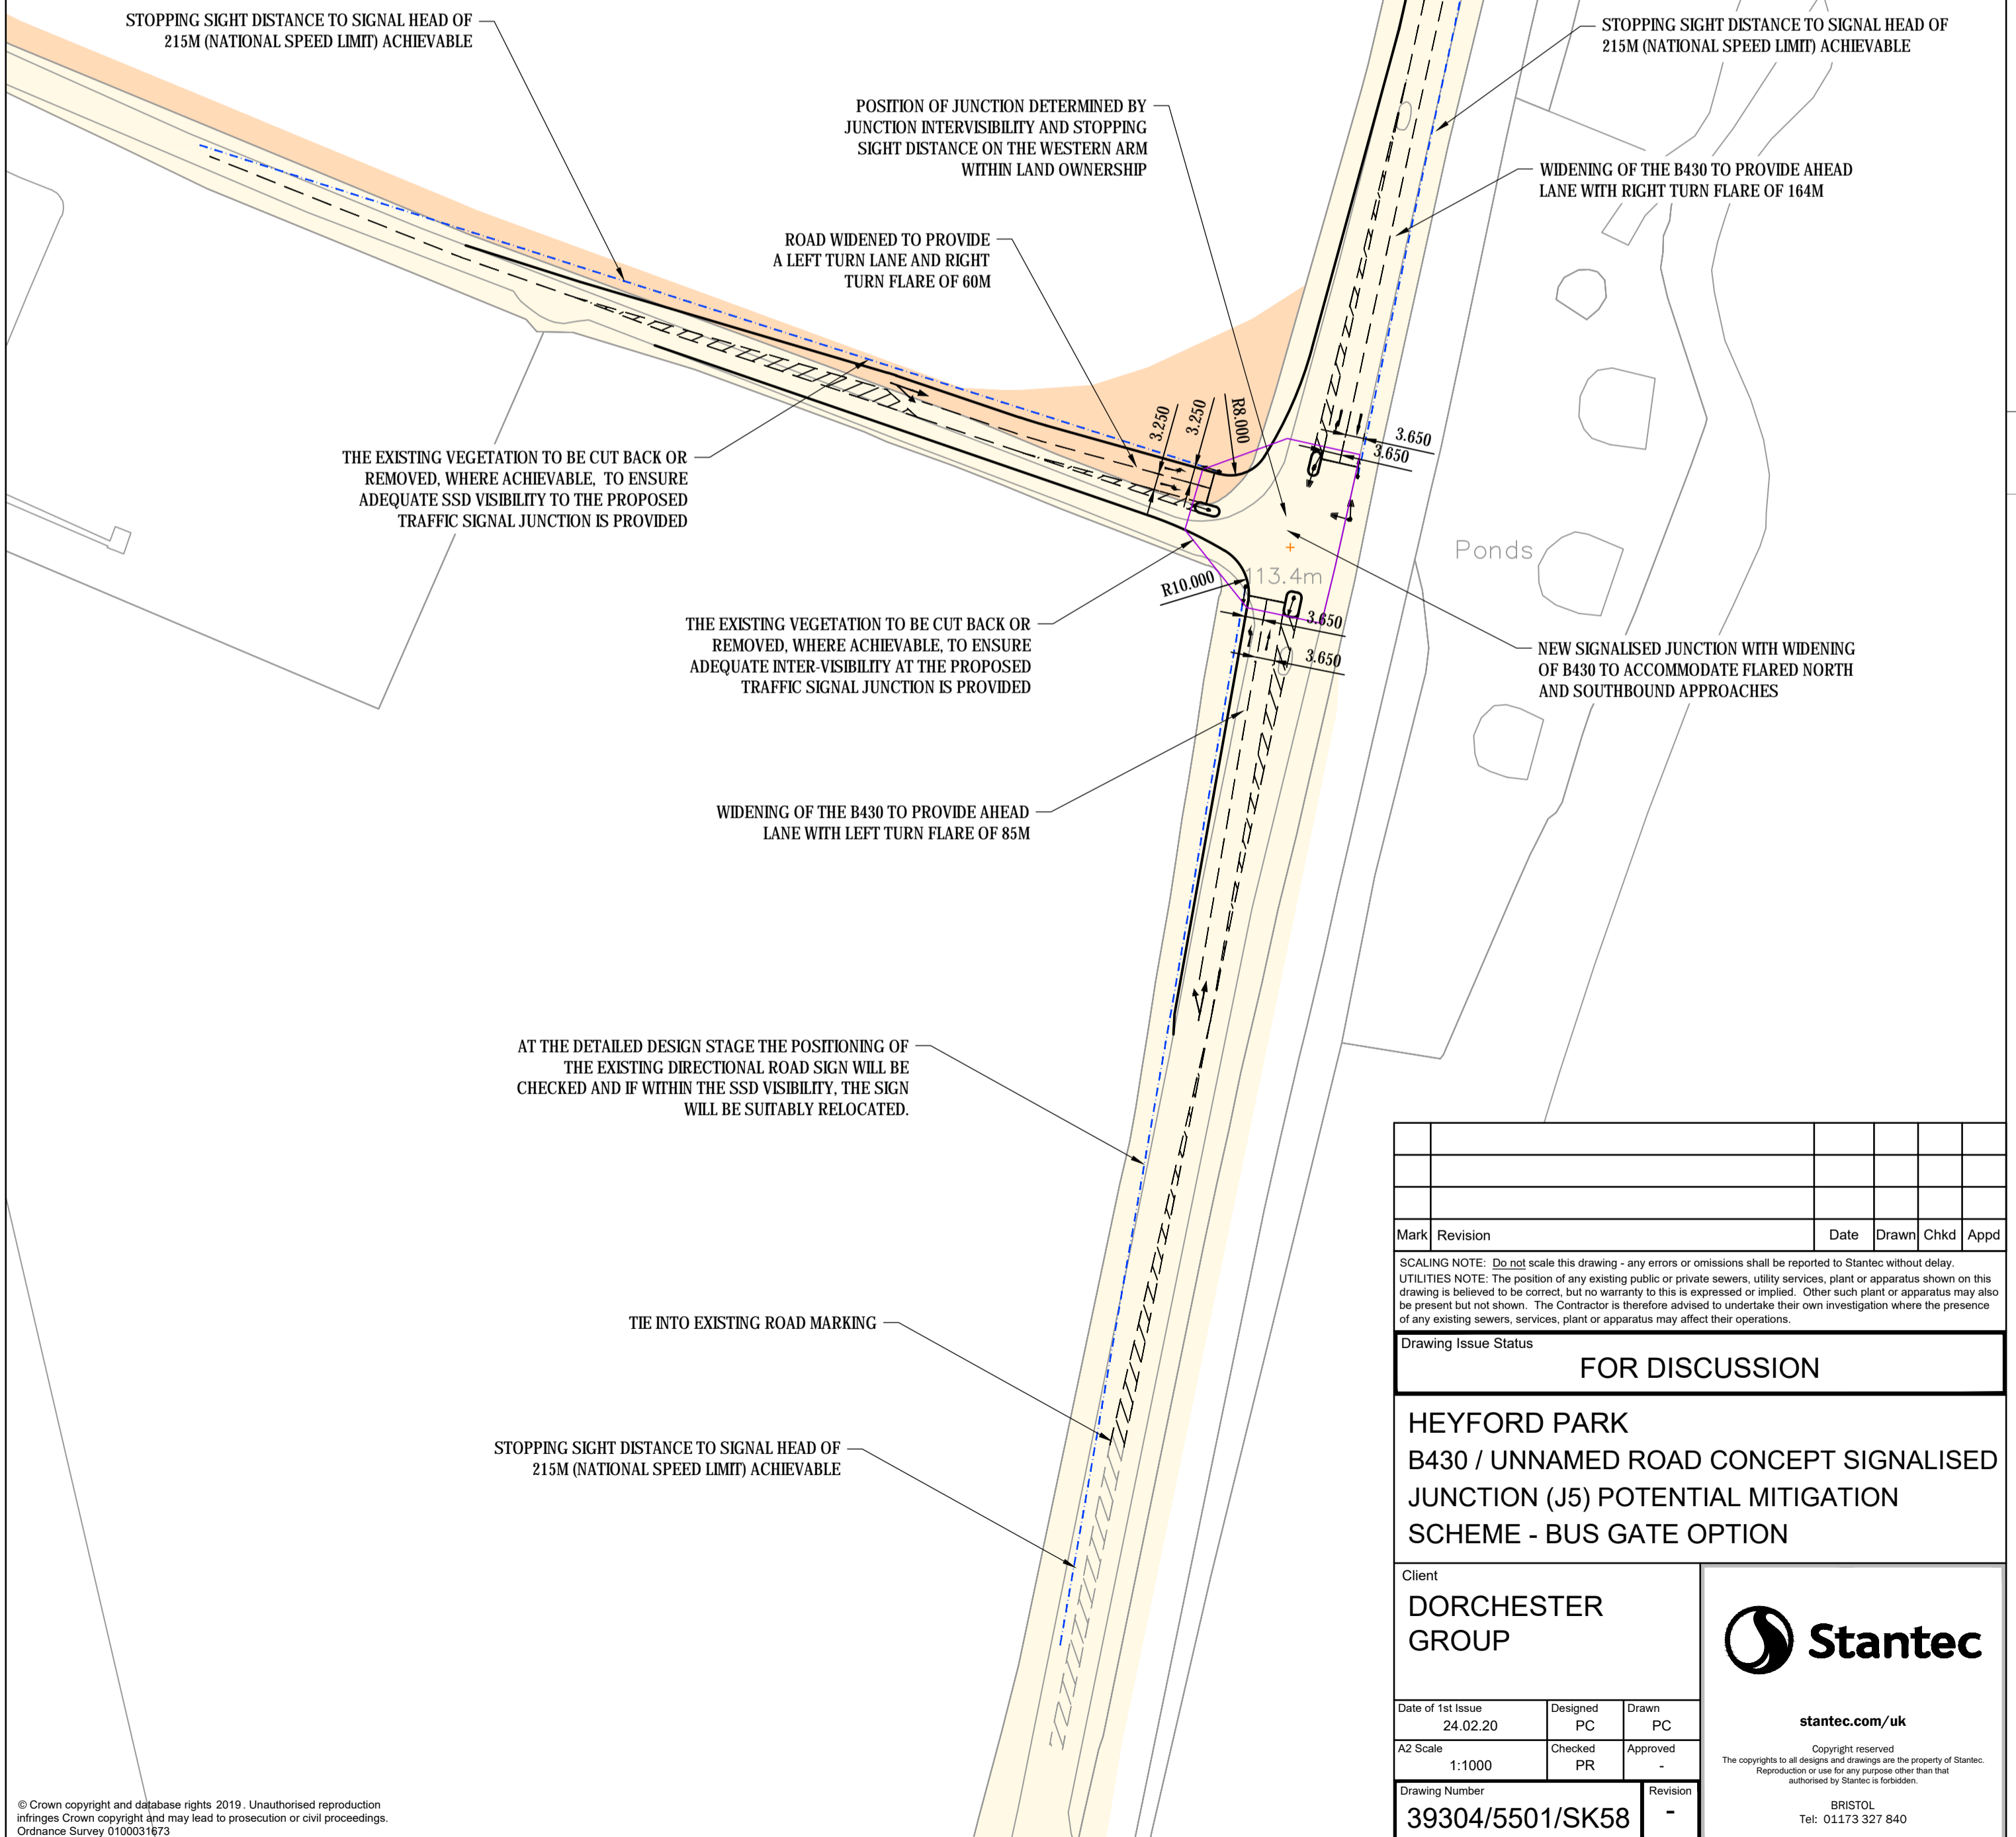 STOPPING SIGHT DISTANCE TO SIGNAL HEAD OF
215M (NATIONAL SPEED LIMIT) ACHIEVABLE
STOPPING SIGHT DISTANCE TO SIGNAL HEAD OF
215M (NATIONAL SPEED LIMIT) ACHIEVABLE
POSITION OF JUNCTION DETERMINED BY
JUNCTION INTERVISIBILITY AND STOPPING
SIGHT DISTANCE ON THE WESTERN ARM
WITHIN LAND OWNERSHIP
WIDENING OF THE B430 TO PROVIDE AHEAD
LANE WITH RIGHT TURN FLARE OF 164M
ROAD WIDENED TO PROVIDE
A LEFT TURN LANE AND RIGHT
TURN FLARE OF 60M
3.250
3.250
R8.000
3.650
3.650
THE EXISTING VEGETATION TO BE CUT BACK OR
REMOVED, WHERE ACHIEVABLE, TO ENSURE
ADEQUATE SSD VISIBILITY TO THE PROPOSED
TRAFFIC SIGNAL JUNCTION IS PROVIDED
Ponds
113.4m
R10.000
3.650
3.650
THE EXISTING VEGETATION TO BE CUT BACK OR
REMOVED, WHERE ACHIEVABLE, TO ENSURE
ADEQUATE INTER-VISIBILITY AT THE PROPOSED
TRAFFIC SIGNAL JUNCTION IS PROVIDED
NEW SIGNALISED JUNCTION WITH WIDENING
OF B430 TO ACCOMMODATE FLARED NORTH
AND SOUTHBOUND APPROACHES
WIDENING OF THE B430 TO PROVIDE AHEAD
LANE WITH LEFT TURN FLARE OF 85M
AT THE DETAILED DESIGN STAGE THE POSITIONING OF
THE EXISTING DIRECTIONAL ROAD SIGN WILL BE
CHECKED AND IF WITHIN THE SSD VISIBILITY, THE SIGN
WILL BE SUITABLY RELOCATED.
TIE INTO EXISTING ROAD MARKING
STOPPING SIGHT DISTANCE TO SIGNAL HEAD OF
215M (NATIONAL SPEED LIMIT) ACHIEVABLE
Mark Revision Date Drawn Chkd Appd
SCALING NOTE: Do not scale this drawing - any errors or omissions shall be reported to Stantec without delay.
UTILITIES NOTE: The position of any existing public or private sewers, utility services, plant or apparatus shown on this
drawing is believed to be correct, but no warranty to this is expressed or implied. Other such plant or apparatus may also
be present but not shown. The Contractor is therefore advised to undertake their own investigation where the presence
of any existing sewers, services, plant or apparatus may affect their operations.
Drawing Issue Status
FOR DISCUSSION
HEYFORD PARK
B430 / UNNAMED ROAD CONCEPT SIGNALISED
JUNCTION (J5) POTENTIAL MITIGATION
SCHEME - BUS GATE OPTION
Client
DORCHESTER
GROUP
Date of 1st Issue
24.02.20
Designed
PC
Drawn
PC
A2 Scale
1:1000
Checked
PR
Approved
-
Drawing Number
39304/5501/SK58
Revision
-
Stantec
stantec.com/uk
Copyright reserved
The copyrights to all designs and drawings are the property of Stantec.
Reproduction or use for any purpose other than that
authorised by Stantec is forbidden.
BRISTOL
Tel: 01173 327 840
© Crown copyright and database rights 2019. Unauthorised reproduction
infringes Crown copyright and may lead to prosecution or civil proceedings.
Ordnance Survey 0100031673